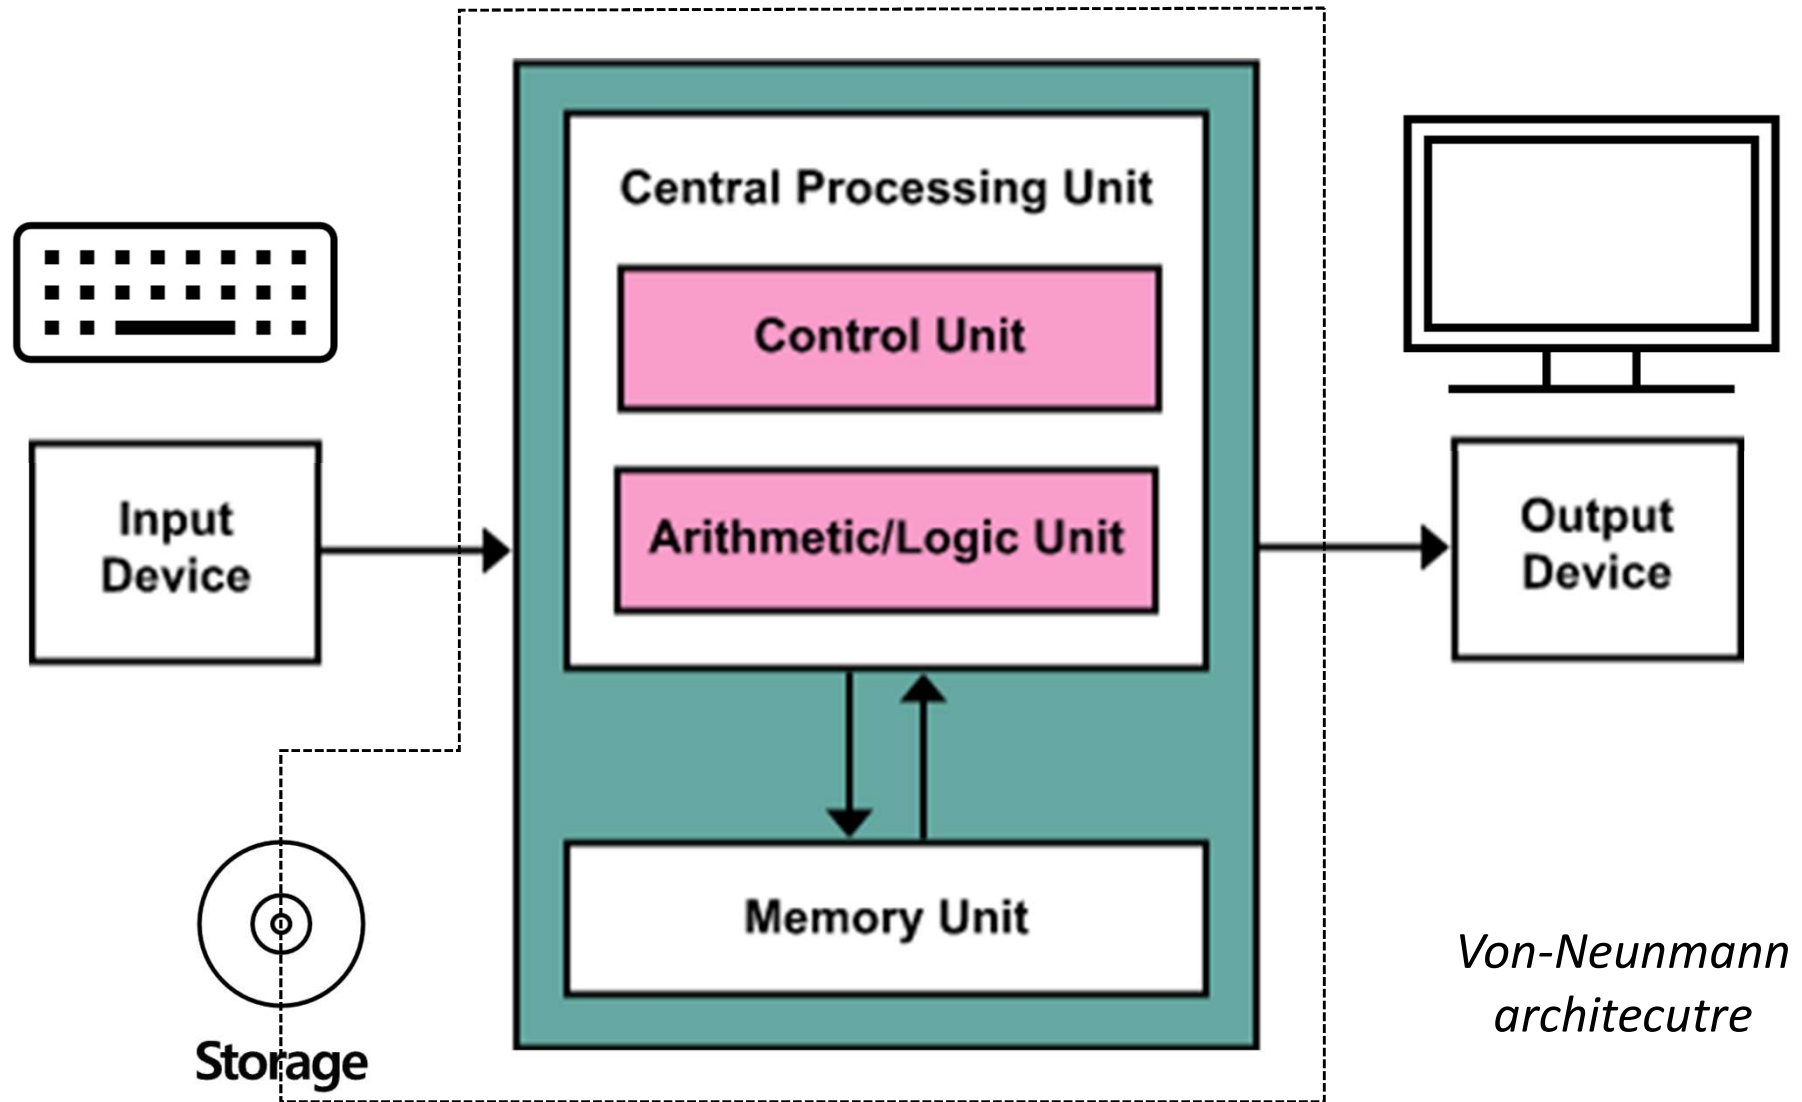 Central Processing Unit
Control Unit
Arithmetic/Logic Unit
Input
Device
Output
Device
Memory Unit
Storage
Von-Neunmann
architecutre